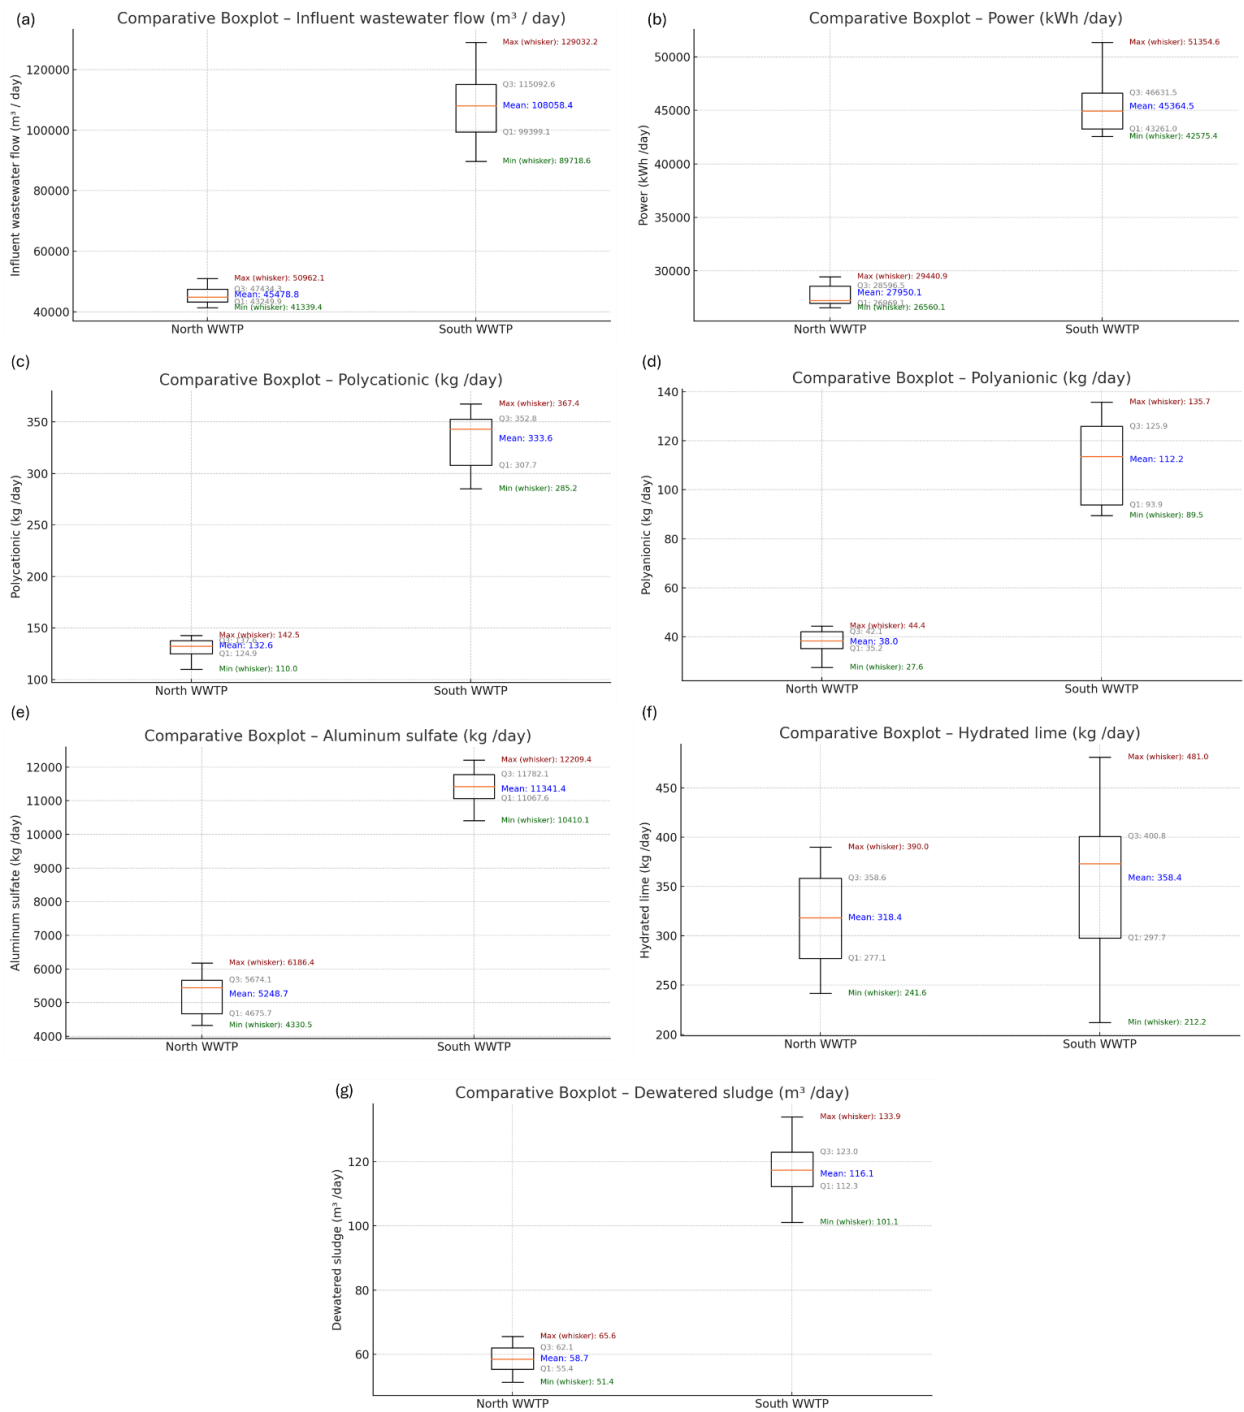 (a)
Comparative Boxplot – Influent wastewater flow (m³ / day)
Influent wastewater flow (m³ / day)
120000
100000
80000
60000
40000
Max (whisker): 129032.2
Q3: 115092.6
Mean: 108058.4
Q1: 99399.1
Min (whisker): 89718.6
Max (whisker): 50962.1
Q3: 47434.3
Mean: 45478.8
Q1: 43249.9
Min (whisker): 41339.4
North WWTP
South WWTP
(b)
Comparative Boxplot – Power (kWh /day)
Power (kWh /day)
50000
45000
40000
35000
30000
Max (whisker): 51354.6
Q3: 46631.5
Mean: 45364.5
Q1: 43261.0
Min (whisker): 42575.4
Max (whisker): 29440.9
Q3: 28596.5
Mean: 27950.1
Min (whisker): 26560.1
North WWTP
South WWTP
(c)
Comparative Boxplot – Polycationic (kg /day)
Polycationic (kg /day)
350
300
250
200
150
100
Max (whisker): 367.4
Q3: 352.8
Mean: 333.6
Q1: 307.7
Min (whisker): 285.2
Max (whisker): 142.5
Mean: 132.6
Q1: 124.9
Min (whisker): 110.0
North WWTP
South WWTP
(d)
Comparative Boxplot – Polyanionic (kg /day)
Polyanionic (kg /day)
140
120
100
80
60
40
Max (whisker): 135.7
Q3: 125.9
Mean: 112.2
Q1: 93.9
Min (whisker): 89.5
Max (whisker): 44.4
Q3: 42.1
Mean: 38.0
Q1: 35.2
Min (whisker): 27.6
North WWTP
South WWTP
(e)
Comparative Boxplot – Aluminum sulfate (kg /day)
Aluminum sulfate (kg /day)
12000
11000
10000
9000
8000
7000
6000
5000
4000
Max (whisker): 12209.4
Q3: 11782.1
Mean: 11341.4
Q1: 11067.6
Min (whisker): 10410.1
Max (whisker): 6186.4
Q3: 5674.1
Mean: 5248.7
Q1: 4675.7
Min (whisker): 4330.5
North WWTP
South WWTP
(f)
Comparative Boxplot – Hydrated lime (kg /day)
Hydrated lime (kg /day)
450
400
350
300
250
200
Max (whisker): 481.0
Q3: 400.8
Mean: 358.4
Q1: 297.7
Min (whisker): 212.2
Max (whisker): 390.0
Q3: 358.6
Mean: 318.4
Q1: 277.1
Min (whisker): 241.6
North WWTP
South WWTP
(g)
Comparative Boxplot – Dewatered sludge (m³ /day)
Dewatered sludge (m³ /day)
120
100
80
60
Max (whisker): 133.9
Q3: 123.0
Mean: 116.1
Q1: 112.3
Min (whisker): 101.1
Max (whisker): 65.6
Q3: 62.1
Mean: 58.7
Q1: 55.4
Min (whisker): 51.4
North WWTP
South WWTP